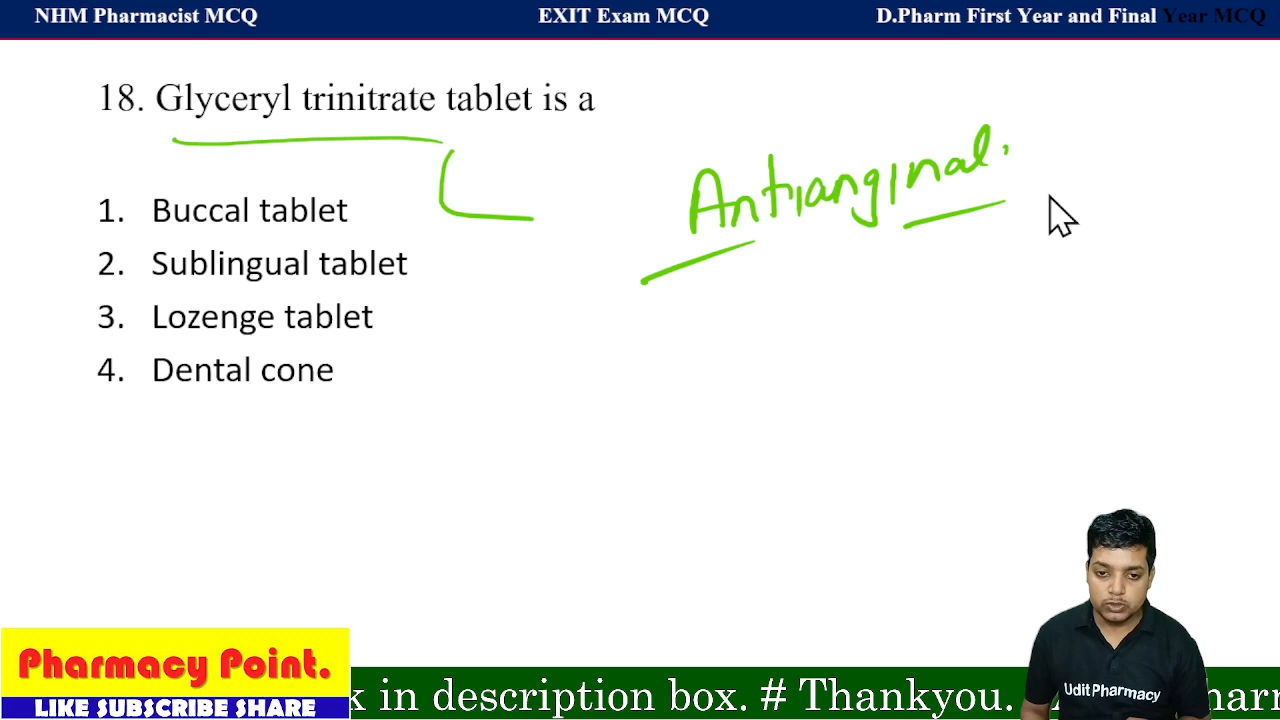 NHM Pharmacist MCQ EXIT Exam MCQ D.Pharm First Year and Final Year MCQ
18. Glyceryl trinitrate tablet is a
Antianginal.
1. Buccal tablet
2. Sublingual tablet
3. Lozenge tablet
4. Dental cone
Udit Pharmacy
Pharmacy Point.
LIKE SUBSCRIBE SHARE
k in description box. # Thankyou.